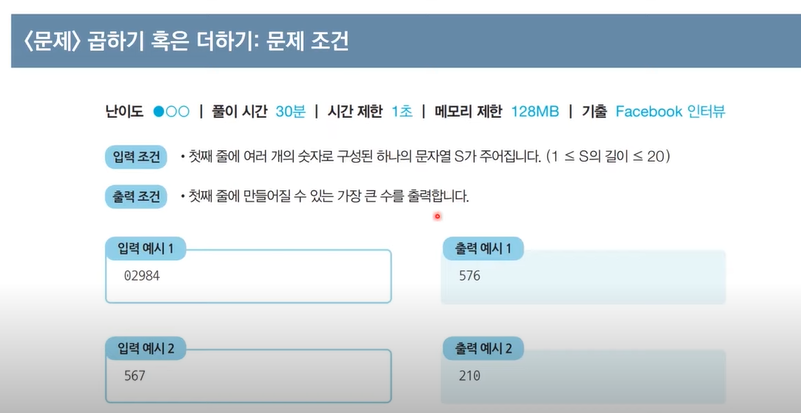 <문제> 곱하기 혹은 더하기: 문제 조건
난이도 ●○○ | 풀이 시간 30분 | 시간 제한 1초 | 메모리 제한 128MB | 기출 Facebook 인터뷰
입력 조건 • 첫째 줄에 여러 개의 숫자로 구성된 하나의 문자열 S가 주어집니다. (1 ≤ S의 길이 ≤ 20)
출력 조건 • 첫째 줄에 만들어질 수 있는 가장 큰 수를 출력합니다.
입력 예시 1 출력 예시 1
02984 576
입력 예시 2 출력 예시 2
567 210